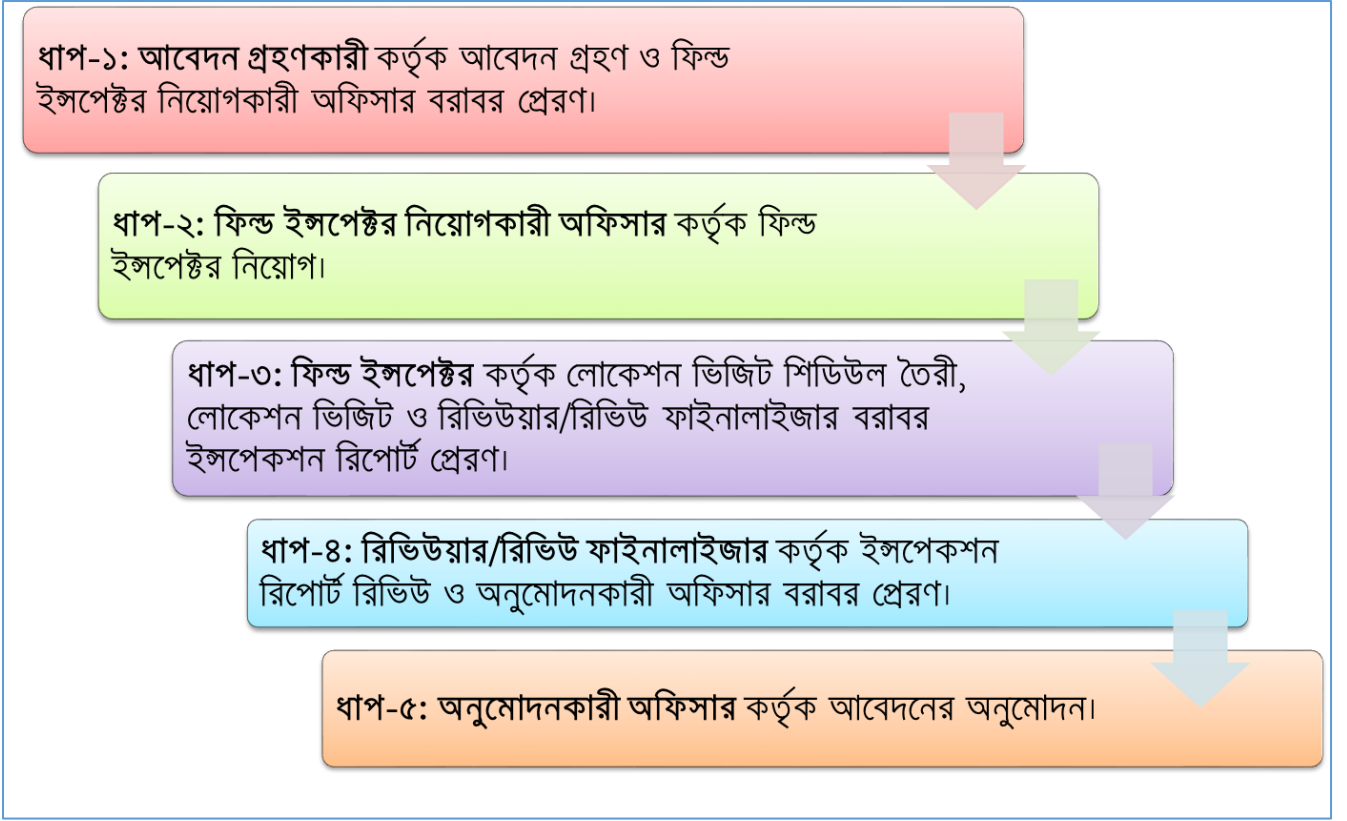 ধাপ-১: আবেদন গ্রহণকারী কর্তৃক আবেদন গ্রহণ ও ফিল্ড
ইন্সপেক্টর নিয়োগকারী অফিসার বরাবর প্রেরণ।
ধাপ-২: ফিল্ড ইন্সপেক্টর নিয়োগকারী অফিসার কর্তৃক ফিল্ড
ইন্সপেক্টর নিয়োগ।
ধাপ-৩: ফিল্ড ইন্সপেক্টর কর্তৃক লোকেশন ভিজিট শিডিউল তৈরী,
লোকেশন ভিজিট ও রিভিউয়ার/রিভিউ ফাইনালাইজার বরাবর
ইন্সপেকশন রিপোর্ট প্রেরণ।
ধাপ-৪: রিভিউয়ার/রিভিউ ফাইনালাইজার কর্তৃক ইন্সপেকশন
রিপোর্ট রিভিউ ও অনুমোদনকারী অফিসার বরাবর প্রেরণ।
ধাপ-৫: অনুমোদনকারী অফিসার কর্তৃক আবেদনের অনুমোদন।